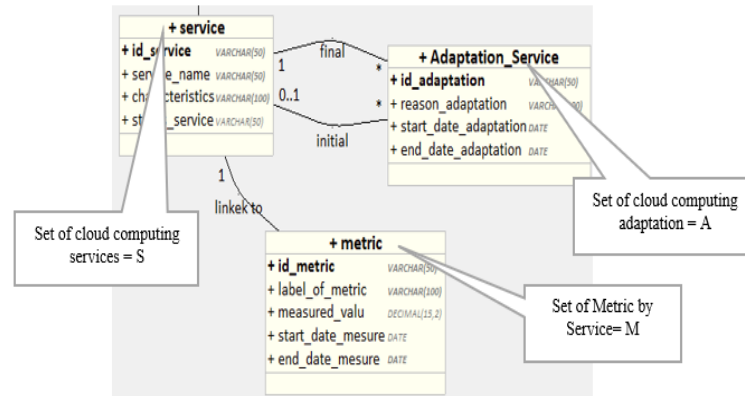 + service
+ id_service VARCHAR(50)
+ service_name VARCHAR(50)
+ characteristics VARCHAR(100)
service VARCHAR(50)
final
1
*
0..1
*
initial
+ Adaptation_Service
+ id_adaptation VARCHAR(50)
+ reason_adaptation
+ start_date_adaptation DATE
+ end_date_adaptation DATE
1
linkek to
Set of cloud computing
services = S
Set of cloud computing
adaptation = A
+ metric
+ id_metric VARCHAR(50)
+ label_of_metric VARCHAR(100)
+ measured_valu DECIMAL(15,2)
+ start_date_mesure DATE
+ end_date_mesure DATE
Set of Metric by
Service= M